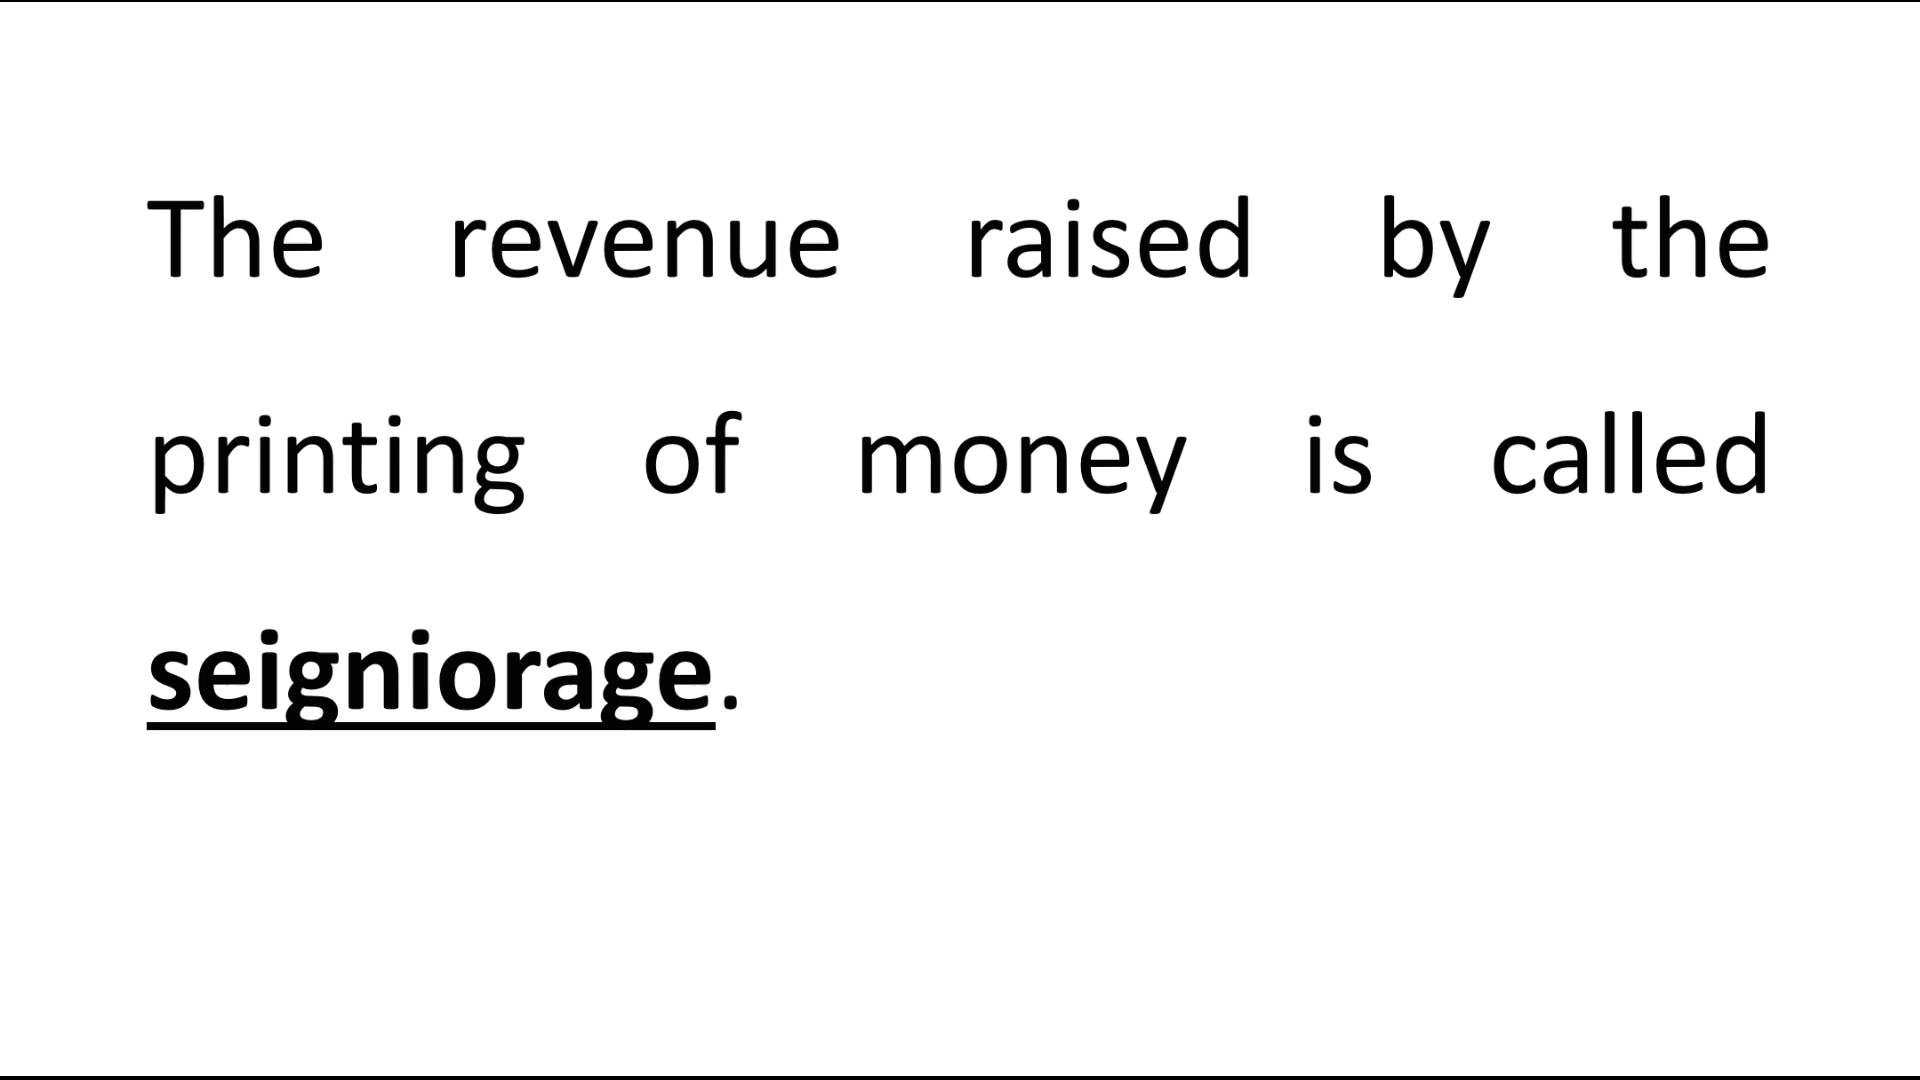 The revenue raised by the
printing of money is called
seigniorage.